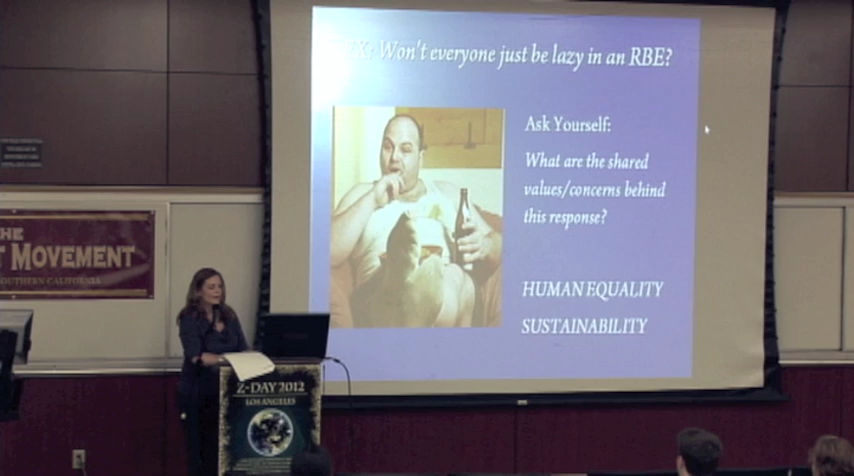 EX: Won't everyone just be lazy in an RBE?
Ask Yourself:
What are the shared
values/concerns behind
this response?
HUMAN EQUALITY
SUSTAINABILITY
THE
T MOVEMENT
SOUTHERN CALIFORNIA
Z-DAY 2012
LOS ANGELES